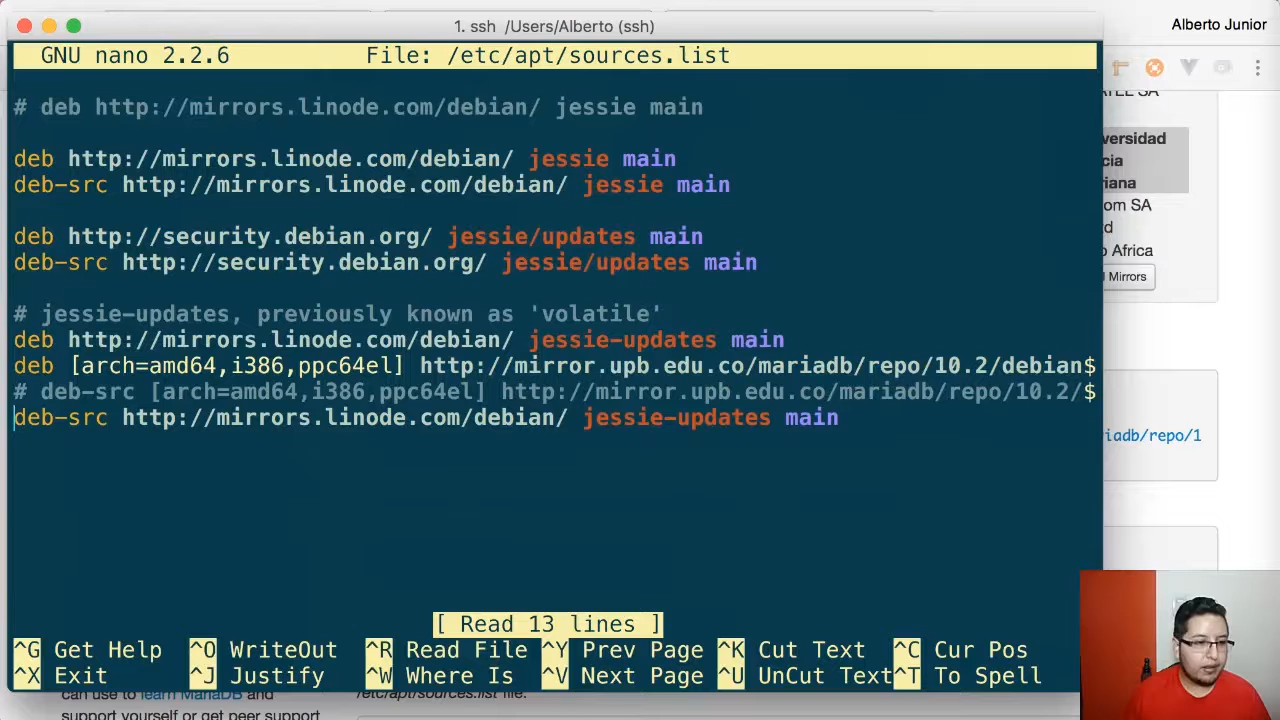 1. ssh /Users/Alberto (ssh)
Alberto Junior
GNU nano 2.2.6 File: /etc/apt/sources.list
# deb http://mirrors.linode.com/debian/ jessie main
deb http://mirrors.linode.com/debian/ jessie main
deb-src http://mirrors.linode.com/debian/ jessie main
deb http://security.debian.org/ jessie/updates main
deb-src http://security.debian.org/ jessie/updates main
# jessie-updates, previously known as 'volatile'
deb http://mirrors.linode.com/debian/ jessie-updates main
deb [arch=amd64,i386,ppc64el] http://mirror.upb.edu.co/mariadb/repo/10.2/debian$
# deb-src [arch=amd64,i386,ppc64el] http://mirror.upb.edu.co/mariadb/repo/10.2/$
deb-src http://mirrors.linode.com/debian/ jessie-updates main
[ Read 13 lines ]
^G Get Help ^O WriteOut ^R Read File ^Y Prev Page ^K Cut Text ^C Cur Pos
^X Exit ^J Justify ^W Where Is ^V Next Page ^U UnCut Text ^T To Spell
versidad
cia
riana
om SA
d
Africa
l Mirrors
iadb/repo/1
can use to learn MariaDB and
support yourself or get peer support
/etc/apt/sources.list file: